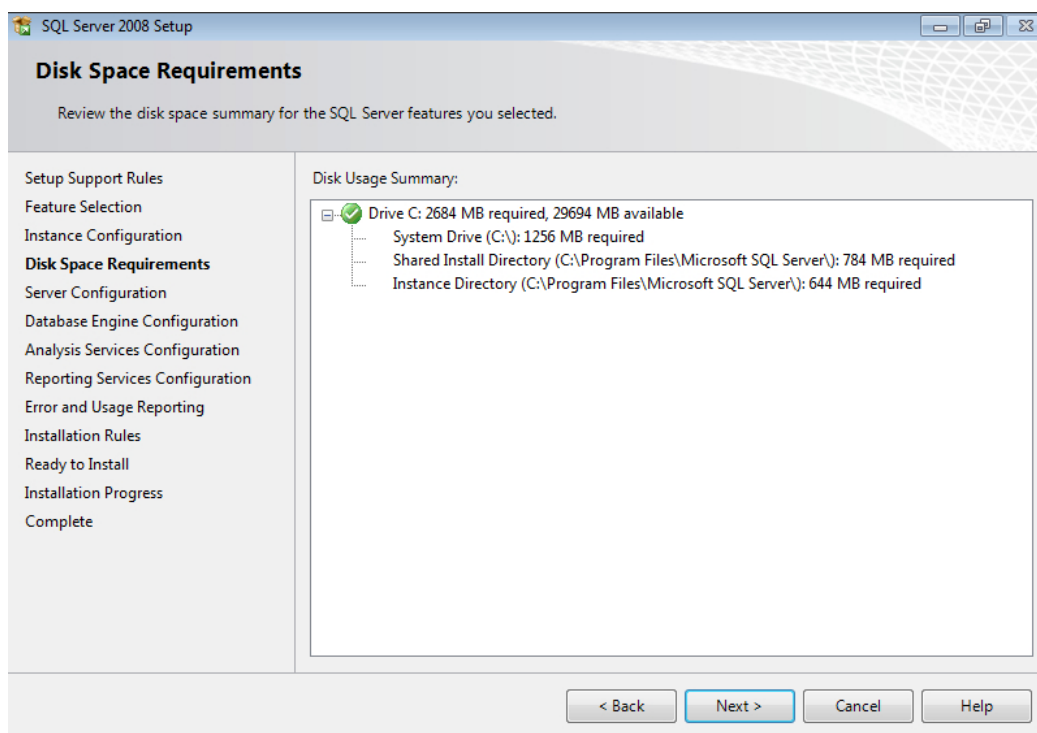 SQL Server 2008 Setup
Disk Space Requirements
Review the disk space summary for the SQL Server features you selected.
Setup Support Rules
Feature Selection
Instance Configuration
Disk Space Requirements
Server Configuration
Database Engine Configuration
Analysis Services Configuration
Reporting Services Configuration
Error and Usage Reporting
Installation Rules
Ready to Install
Installation Progress
Complete
Disk Usage Summary:
Drive C: 2684 MB required, 29694 MB available
System Drive (C:\): 1256 MB required
Shared Install Directory (C:\Program Files\Microsoft SQL Server\): 784 MB required
Instance Directory (C:\Program Files\Microsoft SQL Server\): 644 MB required
< Back
Next >
Cancel
Help